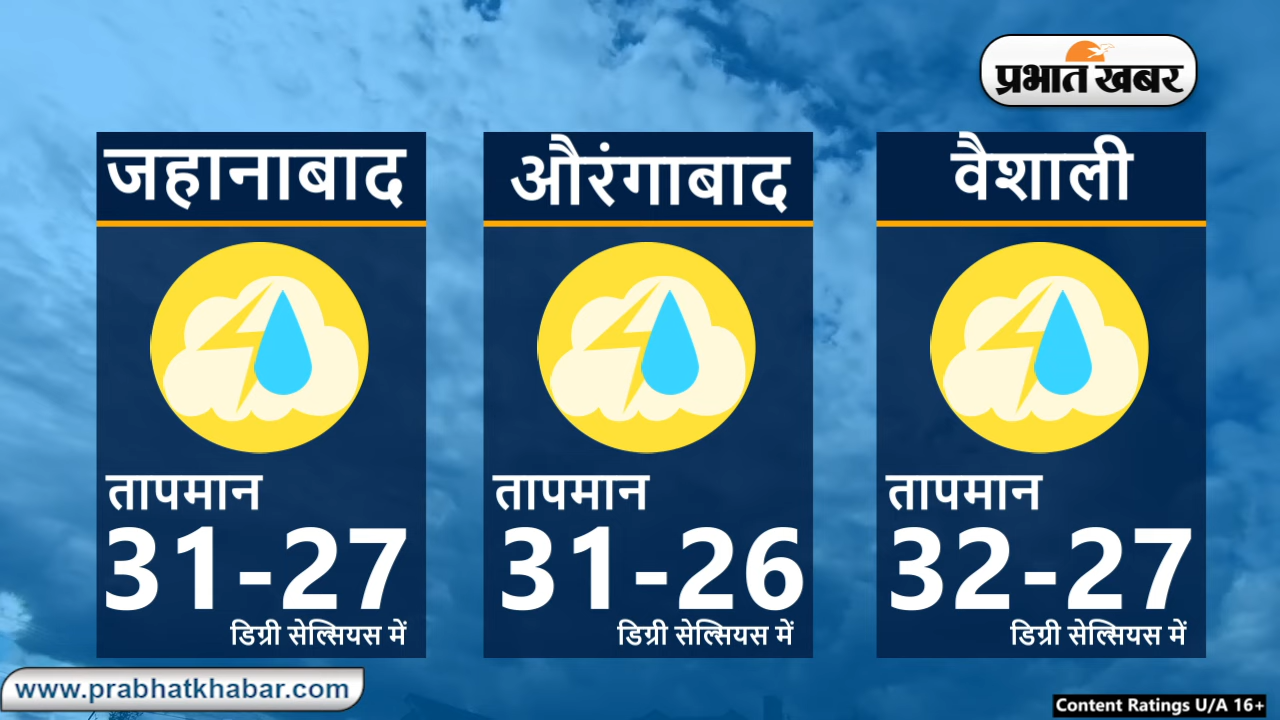 प्रभात खबर
जहानाबाद
तापमान
31-27
डिग्री सेल्सियस में
औरंगाबाद
तापमान
31-26
डिग्री सेल्सियस में
वैशाली
तापमान
32-27
डिग्री सेल्सियस में
www.prabhatkhabar.com
Content Ratings U/A 16+